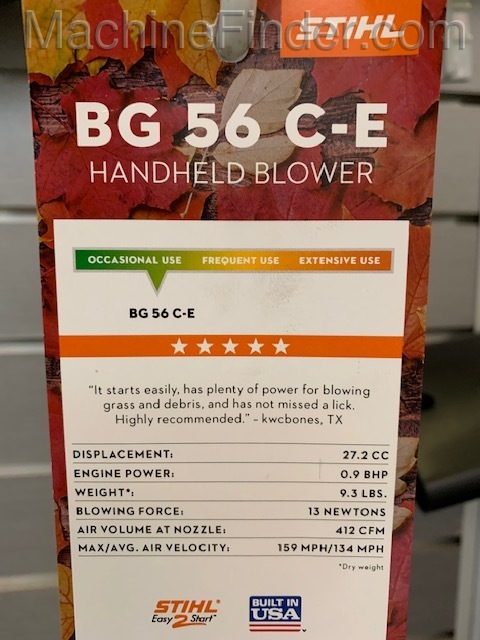 MachineFinder.com
STIHL
BG 56 C-E
HANDHELD BLOWER
OCCASIONAL USE FREQUENT USE EXTENSIVE USE
BG 56 C-E
"It starts easily, has plenty of power for blowing
grass and debris, and has not missed a lick.
Highly recommended." – kwcbones, TX
DISPLACEMENT: 27.2 CC
ENGINE POWER: 0.9 BHP
WEIGHT*: 9.3 LBS.
BLOWING FORCE: 13 NEWTONS
AIR VOLUME AT NOZZLE: 412 CFM
MAX/AVG. AIR VELOCITY: 159 MPH/134 MPH
*Dry weight
STIHL®
Easy2Start™
BUILT IN
USA